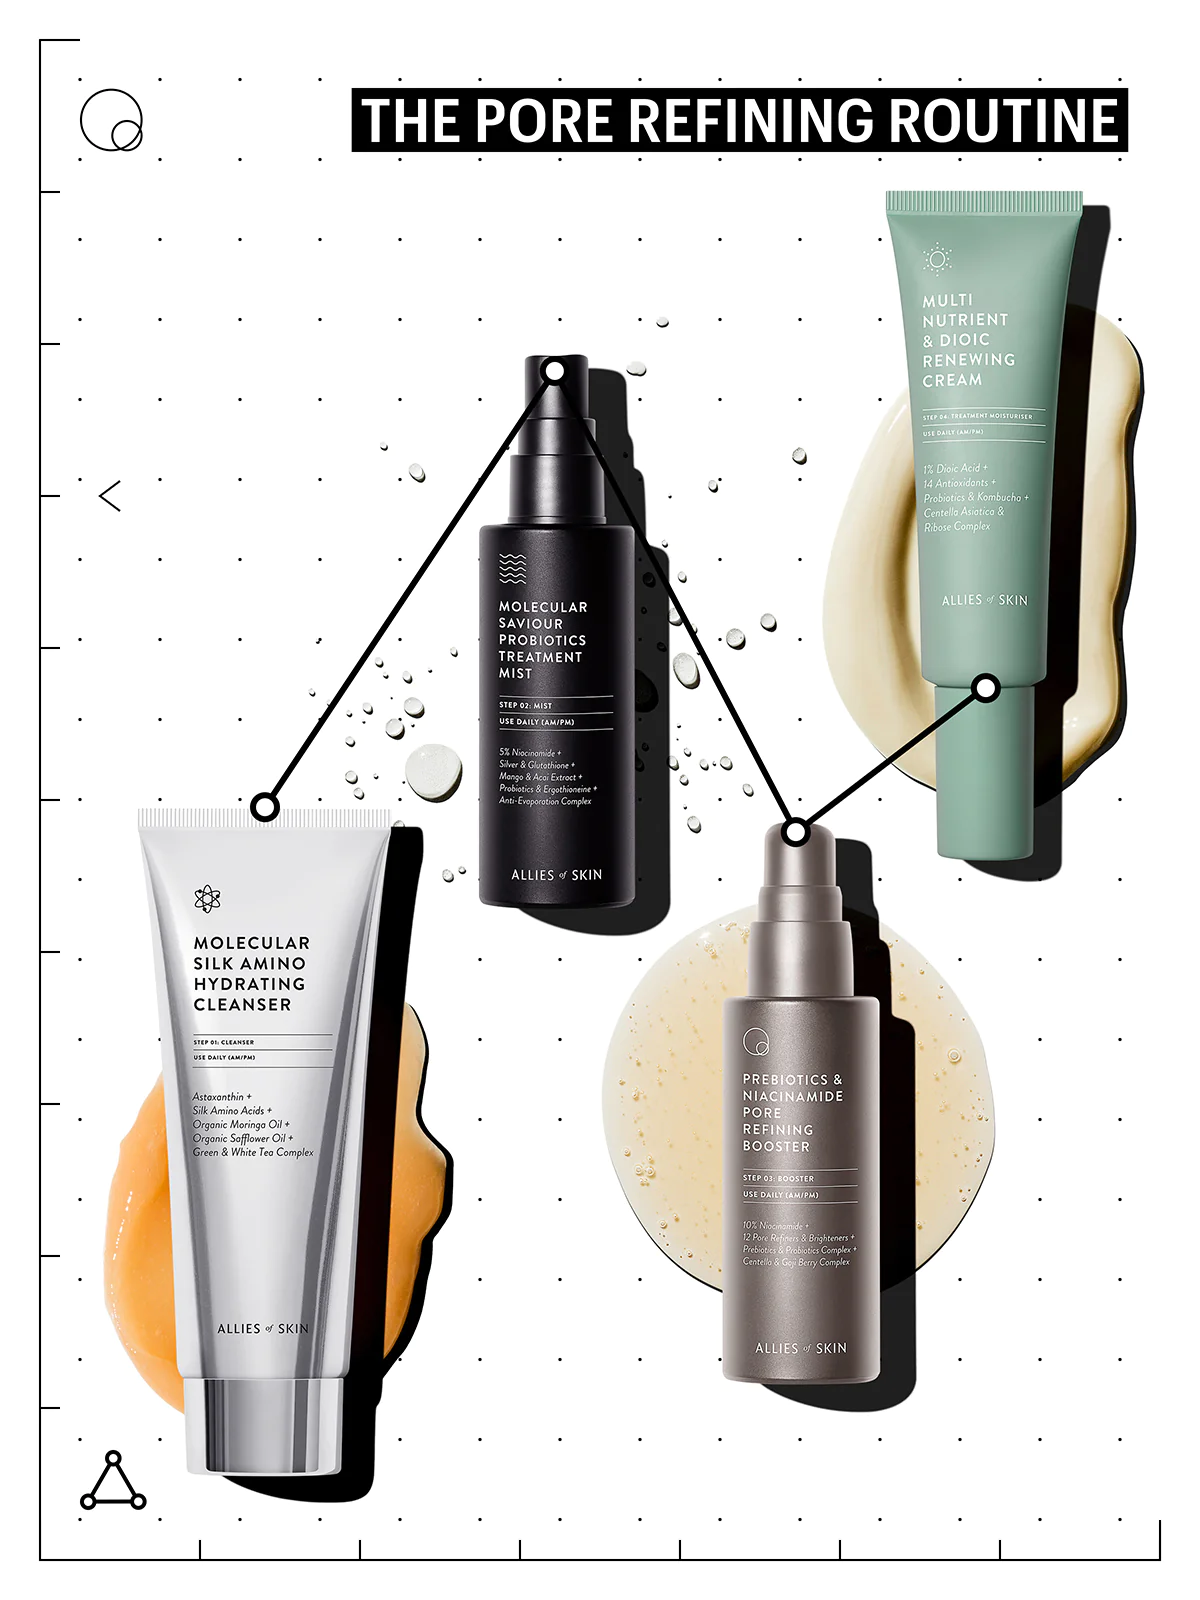 THE PORE REFINING ROUTINE
MULTI
NUTRIENT
& DIOIC
RENEWING
CREAM
STEP 04: TREATMENT MOISTURISER
USE DAILY (AM/PM)
1% Dioic Acid +
14 Antioxidants +
Probiotics & Kombucha +
Centella Asiatica &
Ribose Complex
ALLIES of SKIN
MOLECULAR
SAVIOUR
PROBIOTICS
TREATMENT
MIST
STEP 02: MIST
USE DAILY (AM/PM)
5% Niacinamide +
Silver & Glutathione +
Mango & Acai Extract +
Probiotics & Ergothioneine +
Anti-Evaporation Complex
ALLIES of SKIN
MOLECULAR
SILK AMINO
HYDRATING
CLEANSER
STEP 01: CLEANSER
USE DAILY (AM/PM)
Astaxanthin +
Silk Amino Acids +
Organic Moringa Oil +
Organic Safflower Oil +
Green & White Tea Complex
ALLIES of SKIN
PREBIOTICS &
NIACINAMIDE
PORE
REFINING
BOOSTER
STEP 03: BOOSTER
USE DAILY (AM/PM)
10% Niacinamide +
12 Pore Refiners & Brighteners +
Prebiotics & Probiotics Complex +
Centella & Goji Berry Complex
ALLIES of SKIN